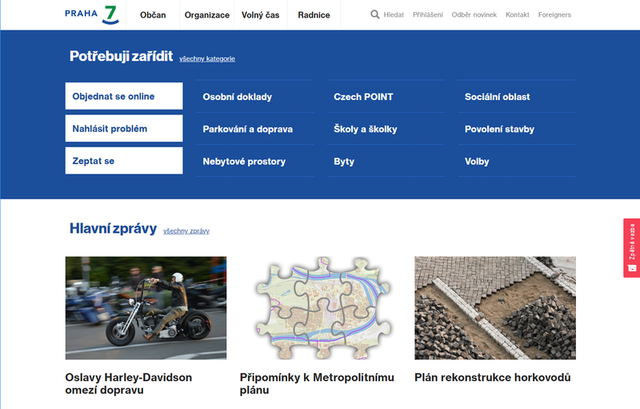 PRAHA 7
Občan Organizace Volný čas Radnice Hledat Přihlášení Odběr novinek Kontakt Foreigners
Potřebuji zařídit všechny kategorie
Objednat se online Osobní doklady Czech POINT Sociální oblast
Nahlásit problém Parkování a doprava Školy a školky Povolení stavby
Zeptat se Nebytové prostory Byty Volby
Hlavní zprávy všechny zprávy
Zpětná vazba
Oslavy Harley-Davidson
omezí dopravu
Připomínky k Metropolitnímu
plánu
Plán rekonstrukce horkovodů